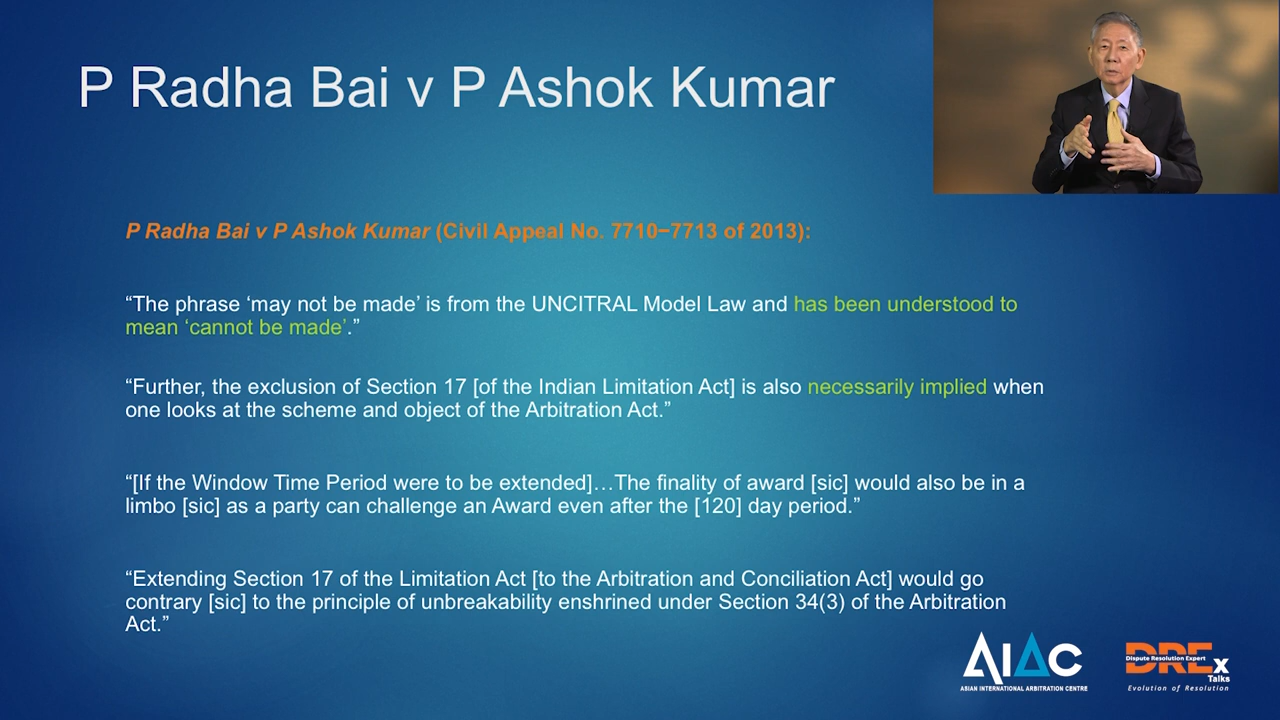 P Radha Bai v P Ashok Kumar
P Radha Bai v P Ashok Kumar (Civil Appeal No. 7710−7713 of 2013):
“The phrase ‘may not be made’ is from the UNCITRAL Model Law and has been understood to
mean ‘cannot be made’.”
“Further, the exclusion of Section 17 [of the Indian Limitation Act] is also necessarily implied when
one looks at the scheme and object of the Arbitration Act.”
“[If the Window Time Period were to be extended]…The finality of award [sic] would also be in a
limbo [sic] as a party can challenge an Award even after the [120] day period.”
“Extending Section 17 of the Limitation Act [to the Arbitration and Conciliation Act] would go
contrary [sic] to the principle of unbreakability enshrined under Section 34(3) of the Arbitration
Act.”
AIAC
ASIAN INTERNATIONAL ARBITRATION CENTRE
DREx
Dispute Resolution Expert
Talks
Evolution of Resolution